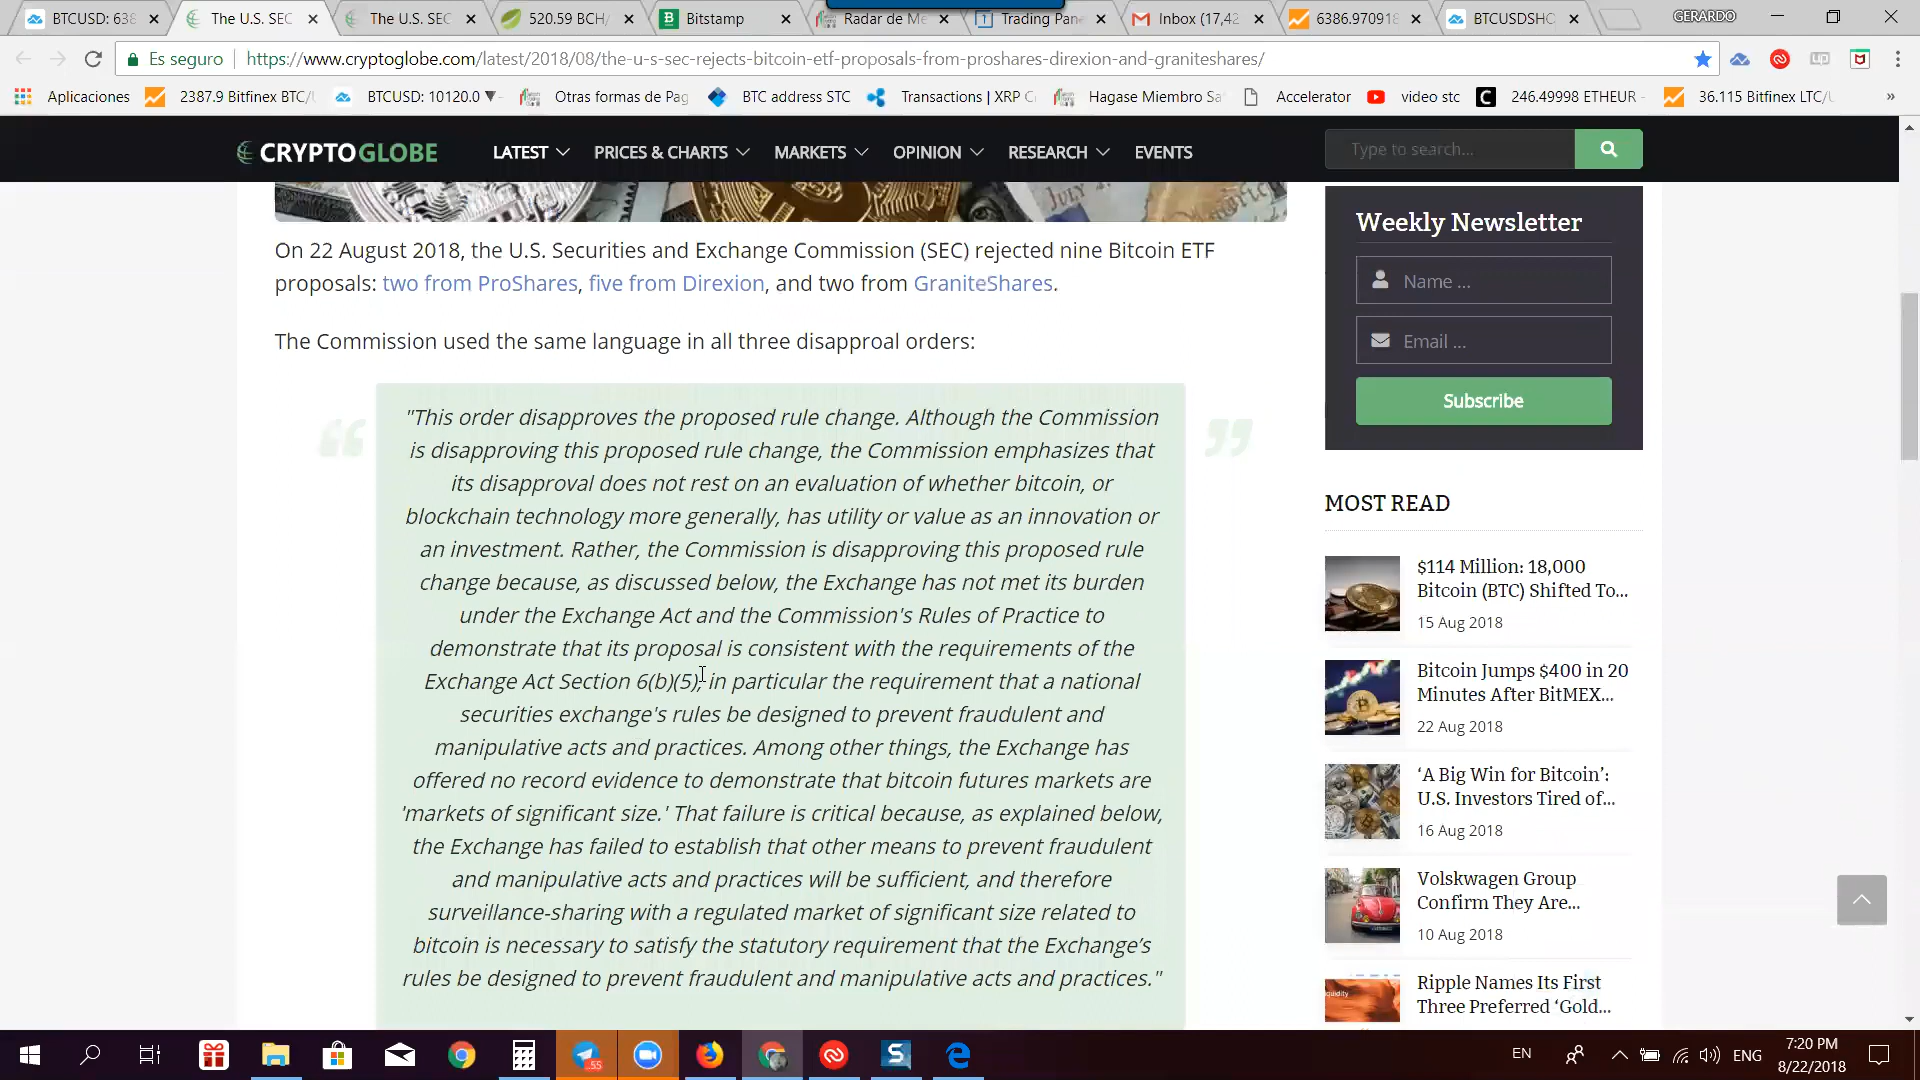 BTCUSD: 638
The U.S. SEC
The U.S. SEC
520.59 BCH/
Bitstamp
Radar de Me
Trading Pan
Inbox (17,42
6386.970918
BTCUSDSHO
GERARDO
Es seguro
https://www.cryptoglobe.com/latest/2018/08/the-u-s-sec-rejects-bitcoin-etf-proposals-from-proshares-direxion-and-graniteshares/
Aplicaciones
2387.9 Bitfinex BTC/
BTCUSD: 10120.0 ▼-
Otras formas de Pag
BTC address STC
Transactions | XRP C
Hagase Miembro Sa
Accelerator
video stc
246.49998 ETHEUR -
36.115 Bitfinex LTC/
»
CRYPTOGLOBE
LATEST
PRICES & CHARTS
MARKETS
OPINION
RESEARCH
EVENTS
Type to search...
JULY 4,
On 22 August 2018, the U.S. Securities and Exchange Commission (SEC) rejected nine Bitcoin ETF
proposals: two from ProShares, five from Direxion, and two from GraniteShares.
The Commission used the same language in all three disapproal orders:
"This order disapproves the proposed rule change. Although the Commission
is disapproving this proposed rule change, the Commission emphasizes that
its disapproval does not rest on an evaluation of whether bitcoin, or
blockchain technology more generally, has utility or value as an innovation or
an investment. Rather, the Commission is disapproving this proposed rule
change because, as discussed below, the Exchange has not met its burden
under the Exchange Act and the Commission's Rules of Practice to
demonstrate that its proposal is consistent with the requirements of the
Exchange Act Section 6(b)(5), in particular the requirement that a national
securities exchange's rules be designed to prevent fraudulent and
manipulative acts and practices. Among other things, the Exchange has
offered no record evidence to demonstrate that bitcoin futures markets are
'markets of significant size.' That failure is critical because, as explained below,
the Exchange has failed to establish that other means to prevent fraudulent
and manipulative acts and practices will be sufficient, and therefore
surveillance-sharing with a regulated market of significant size related to
bitcoin is necessary to satisfy the statutory requirement that the Exchange's
rules be designed to prevent fraudulent and manipulative acts and practices."
Weekly Newsletter
Name ...
Email ...
Subscribe
MOST READ
$114 Million: 18,000
Bitcoin (BTC) Shifted To...
15 Aug 2018
Bitcoin Jumps $400 in 20
Minutes After BitMEX...
22 Aug 2018
‘A Big Win for Bitcoin’:
U.S. Investors Tired of...
16 Aug 2018
Volskwagen Group
Confirm They Are...
10 Aug 2018
Ripple Names Its First
Three Preferred ‘Gold...
55
EN
ENG
7:20 PM
8/22/2018